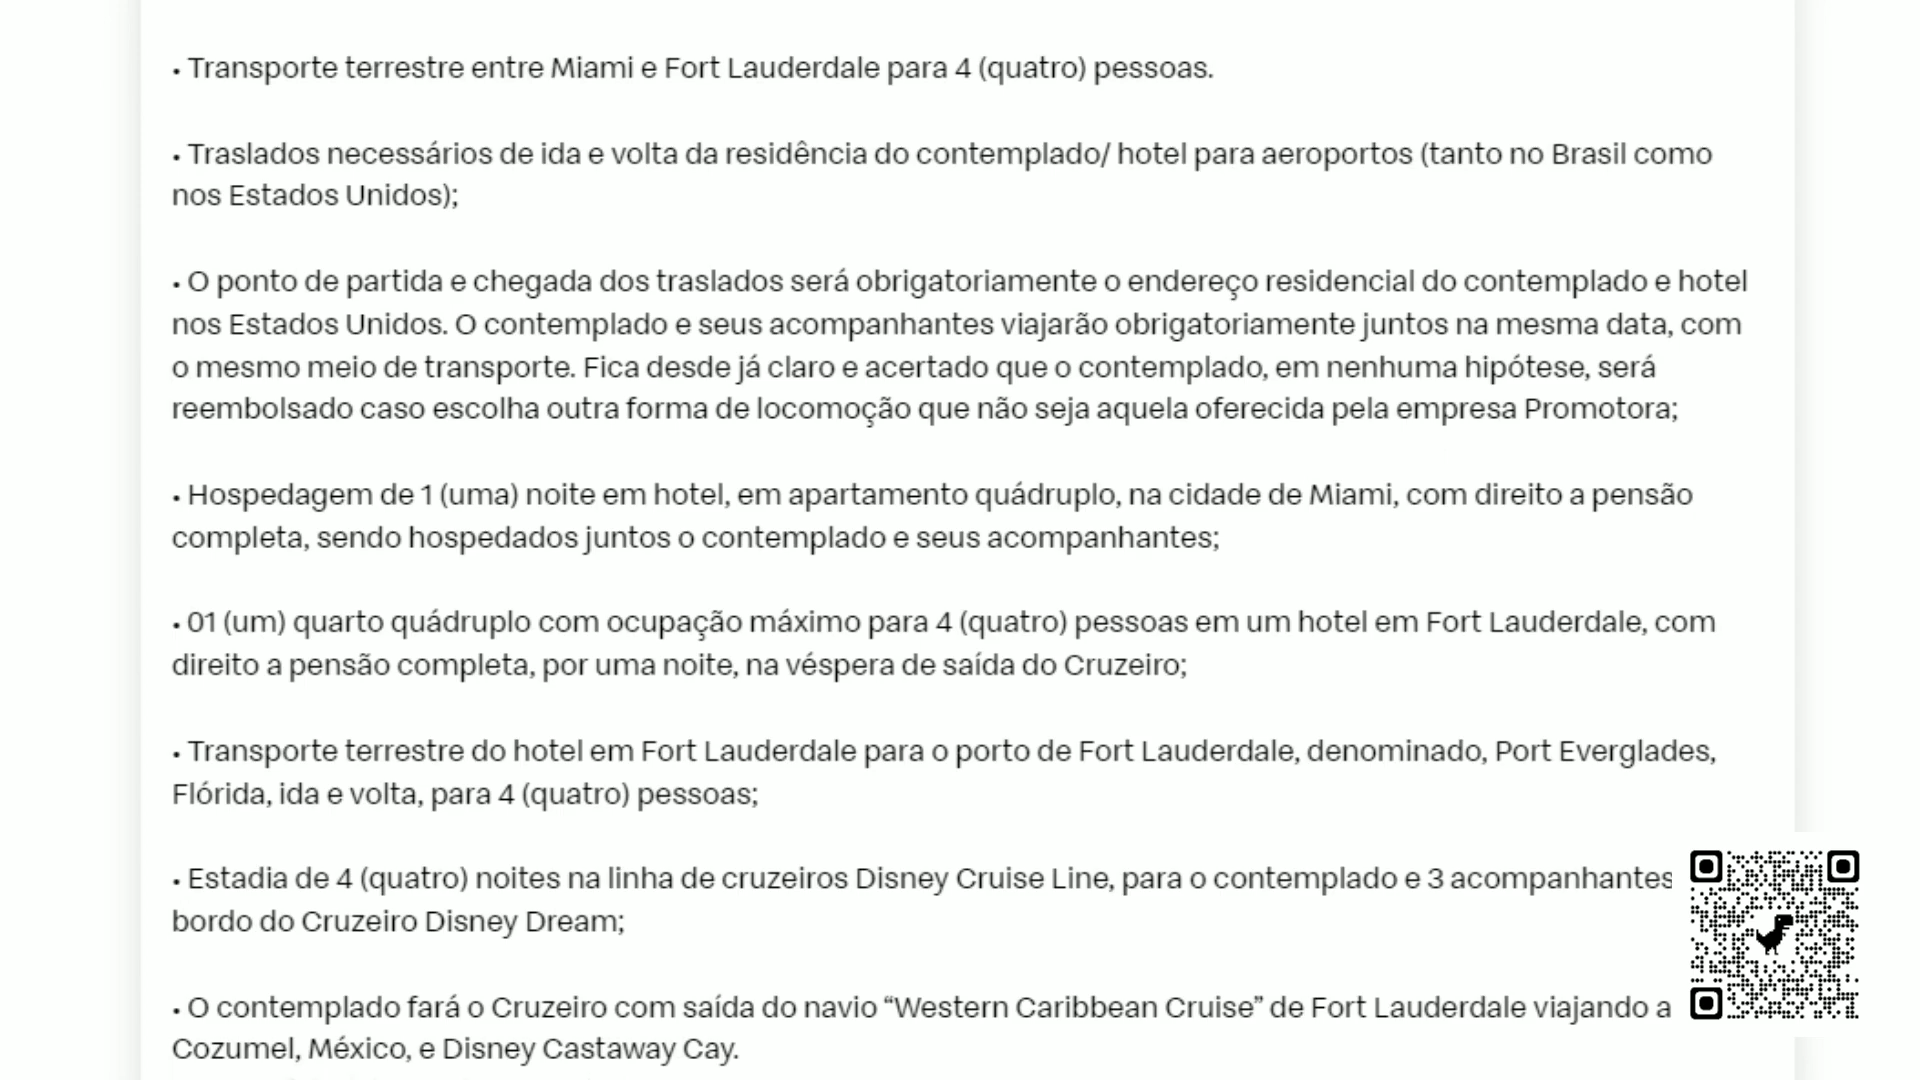 • Transporte terrestre entre Miami e Fort Lauderdale para 4 (quatro) pessoas.
• Traslados necessários de ida e volta da residência do contemplado/ hotel para aeroportos (tanto no Brasil como
nos Estados Unidos);
• O ponto de partida e chegada dos traslados será obrigatoriamente o endereço residencial do contemplado e hotel
nos Estados Unidos. O contemplado e seus acompanhantes viajarão obrigatoriamente juntos na mesma data, com
o mesmo meio de transporte. Fica desde já claro e acertado que o contemplado, em nenhuma hipótese, será
reembolsado caso escolha outra forma de locomoção que não seja aquela oferecida pela empresa Promotora;
• Hospedagem de 1 (uma) noite em hotel, em apartamento quádruplo, na cidade de Miami, com direito a pensão
completa, sendo hospedados juntos o contemplado e seus acompanhantes;
• 01 (um) quarto quádruplo com ocupação máximo para 4 (quatro) pessoas em um hotel em Fort Lauderdale, com
direito a pensão completa, por uma noite, na véspera de saída do Cruzeiro;
• Transporte terrestre do hotel em Fort Lauderdale para o porto de Fort Lauderdale, denominado, Port Everglades,
Flórida, ida e volta, para 4 (quatro) pessoas;
• Estadia de 4 (quatro) noites na linha de cruzeiros Disney Cruise Line, para o contemplado e 3 acompanhantes
bordo do Cruzeiro Disney Dream;
• O contemplado fará o Cruzeiro com saída do navio “Western Caribbean Cruise” de Fort Lauderdale viajando a
Cozumel, México, e Disney Castaway Cay.